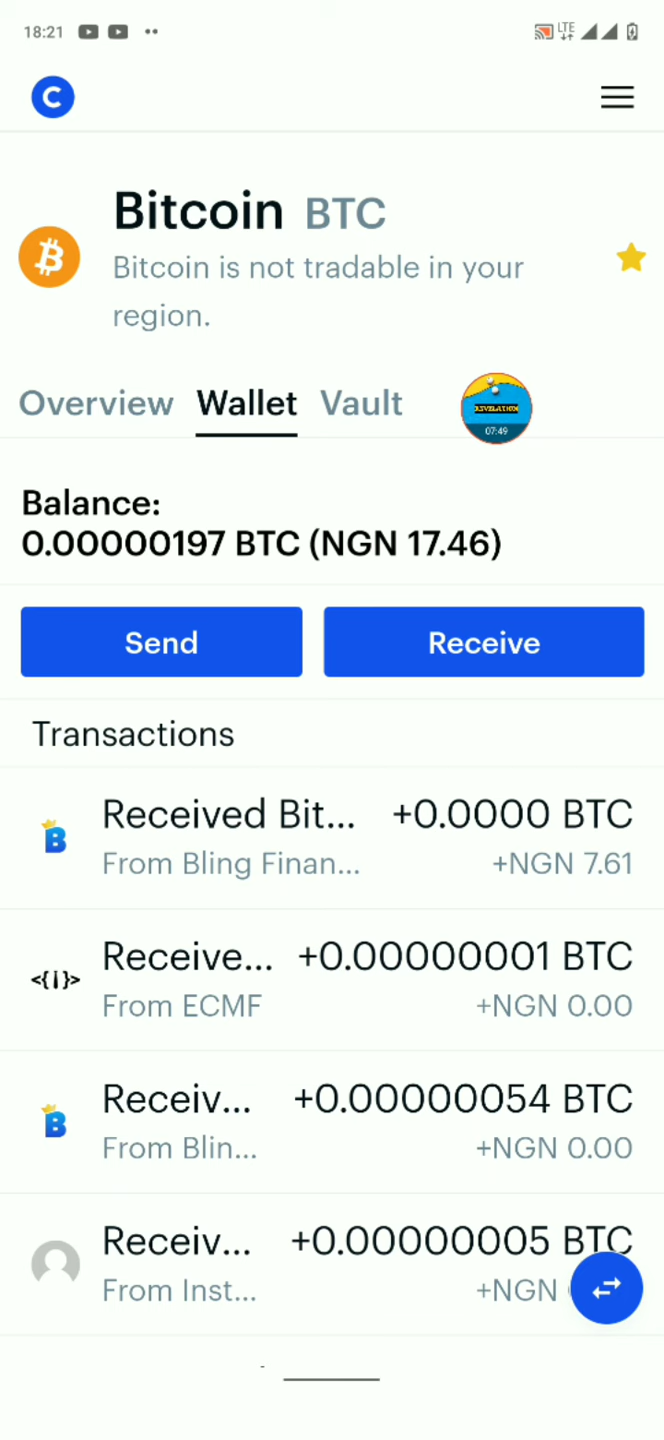 18:21
LTE
C
Bitcoin BTC
Bitcoin is not tradable in your
region.
Overview Wallet Vault
REVELATION
07:49
Balance:
0.00000197 BTC (NGN 17.46)
Send Receive
Transactions
Received Bit... +0.0000 BTC
From Bling Finan... +NGN 7.61
Receive... +0.00000001 BTC
<{i}> From ECMF +NGN 0.00
Receiv... +0.00000054 BTC
From Blin... +NGN 0.00
Receiv... +0.00000005 BTC
From Inst... +NGN